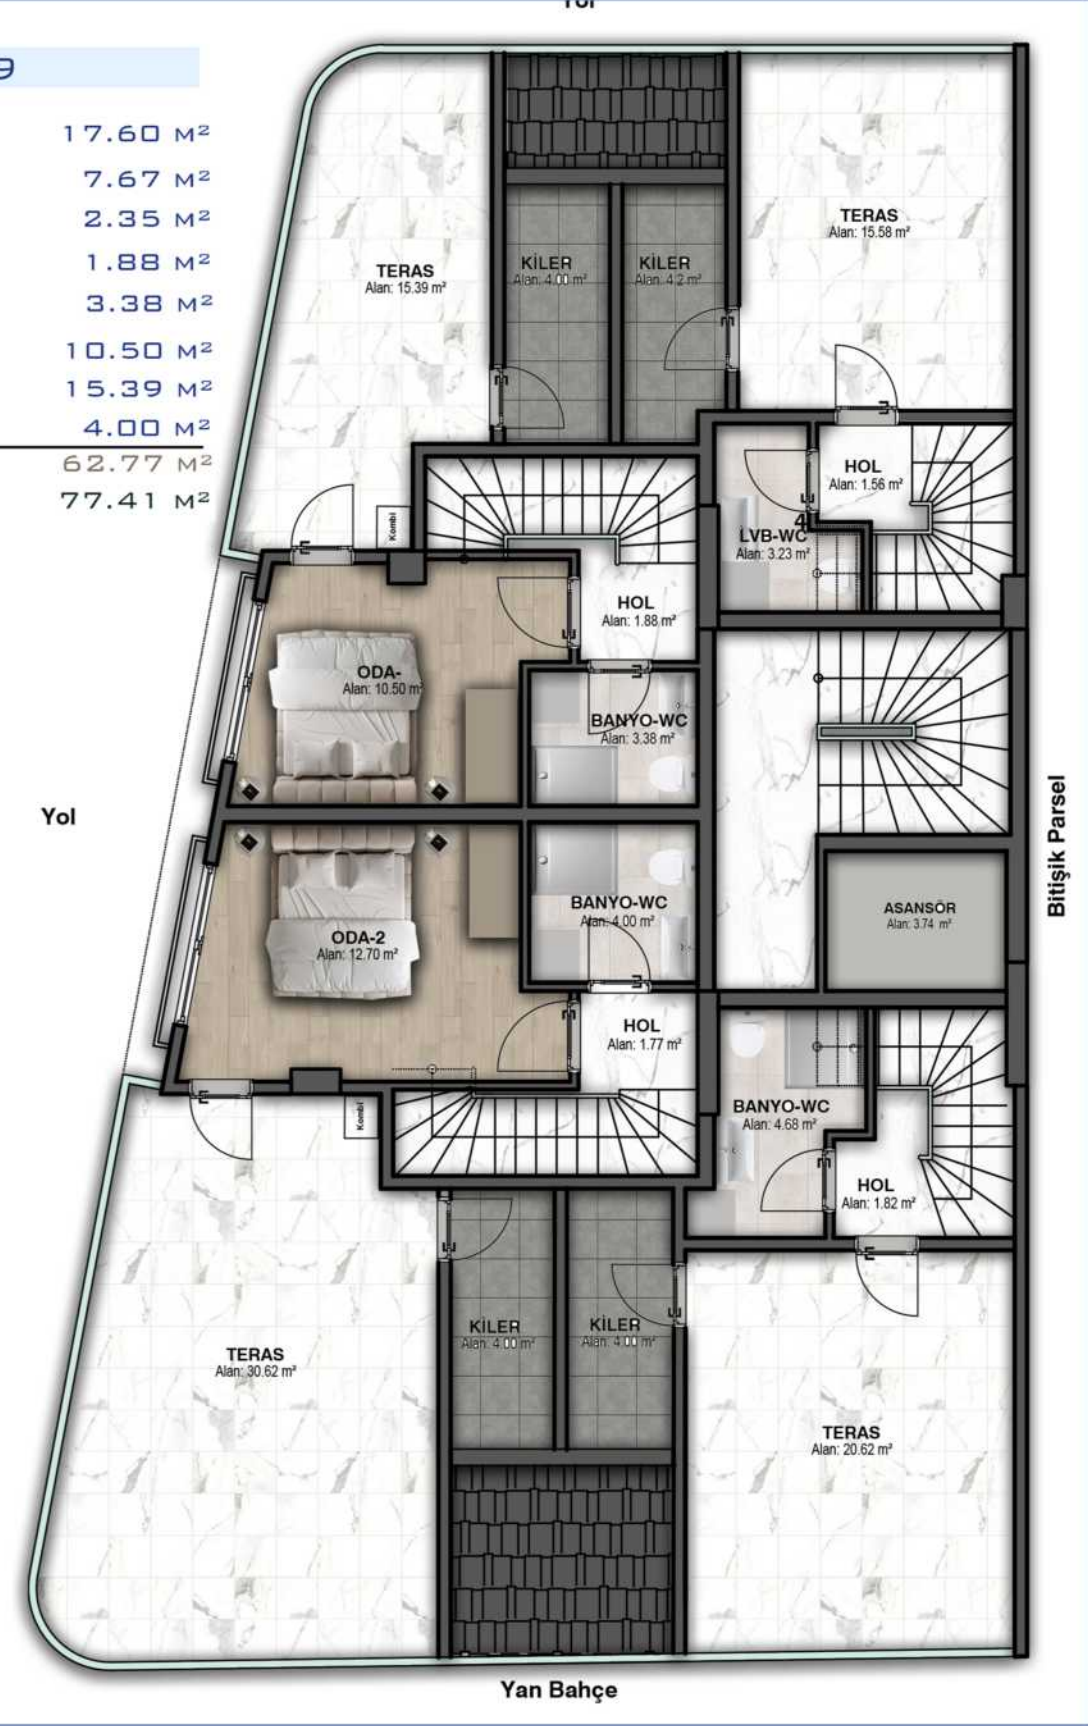 Yol
9
17.60 M²
7.67 M²
2.35 M²
1.88 M²
3.38 M²
10.50 M²
15.39 M²
4.00 M²
62.77 M²
77.41 M²
TERAS
Alan: 15.39 m²
KİLER
Alan: 4.00 m²
KİLER
Alan: 4.2 m²
TERAS
Alan: 15.58 m²
HOL
Alan: 1.56 m²
4
LVB-WC
Alan: 3.23 m²
Kombi
HOL
Alan: 1.88 m²
ODA-
Alan: 10.50 m²
BANYO-WC
Alan: 3.38 m²
Yol
Bitişik Parsel
BANYO-WC
Alan: 4.00 m²
ASANSÖR
Alan: 3.74 m²
ODA-2
Alan: 12.70 m²
HOL
Alan: 1.77 m²
Kombi
BANYO-WC
Alan: 4.68 m²
HOL
Alan: 1.82 m²
KİLER
Alan: 4.00 m²
KİLER
Alan: 4.00 m²
TERAS
Alan: 30.62 m²
TERAS
Alan: 20.62 m²
Yan Bahçe